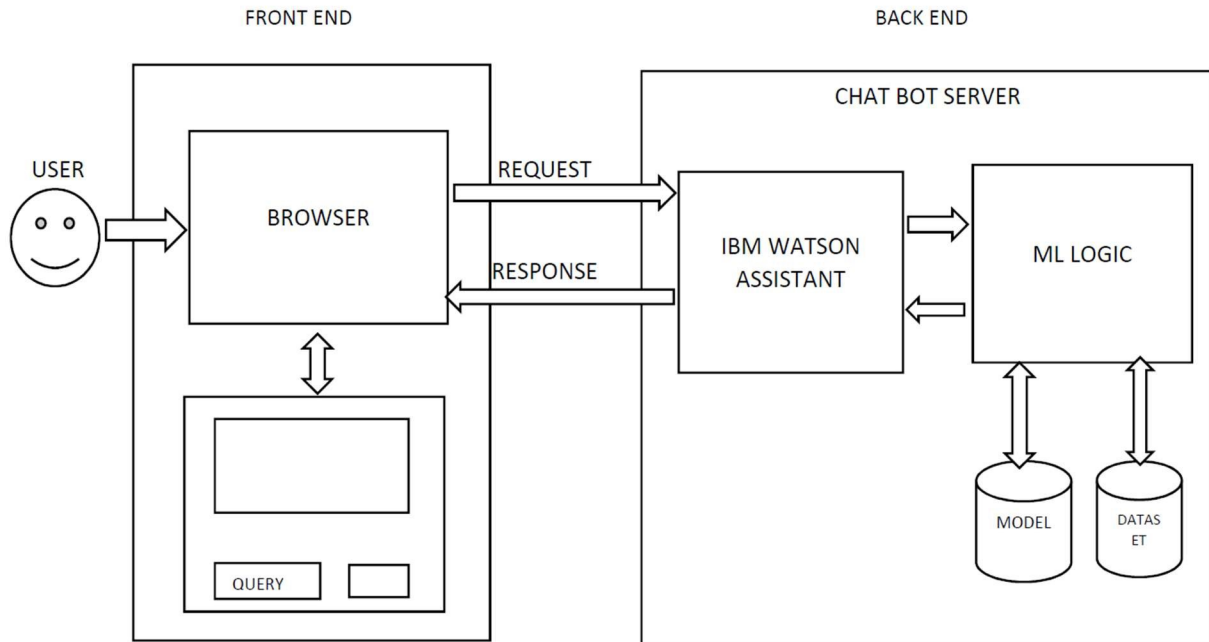 FRONT END
BACK END
CHAT BOT SERVER
USER
BROWSER
REQUEST
RESPONSE
IBM WATSON
ASSISTANT
ML LOGIC
QUERY
MODEL
DATAS
ET